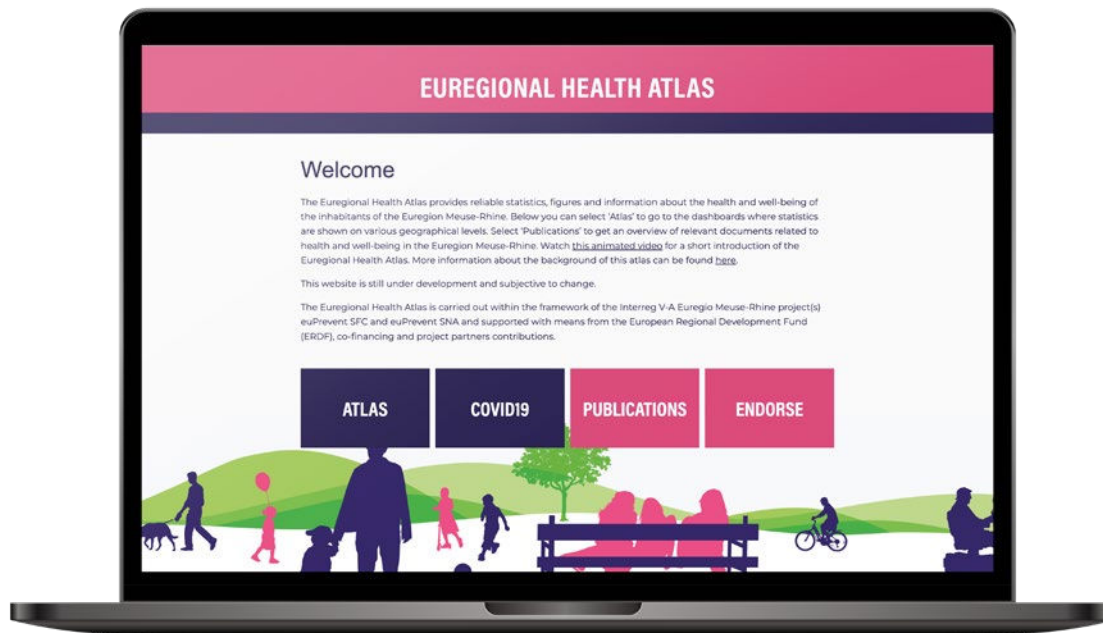 EUREGIONAL HEALTH ATLAS
Welcome
The Euregional Health Atlas provides reliable statistics, figures and information about the health and well-being of
the inhabitants of the Euregion Meuse-Rhine. Below you can select 'Atlas' to go to the dashboards where statistics
are shown on various geographical levels. Select 'Publications' to get an overview of relevant documents related to
health and well-being in the Euregion Meuse-Rhine. Watch this animated video for a short introduction of the
Euregional Health Atlas. More information about the background of this atlas can be found here.
This website is still under development and subjective to change.
The Euregional Health Atlas is carried out within the framework of the Interreg V-A Euregio Meuse-Rhine project(s)
euPrevent SFC and euPrevent SNA and supported with means from the European Regional Development Fund
(ERDF), co-financing and project partners contributions.
ATLAS COVID19 PUBLICATIONS ENDORSE